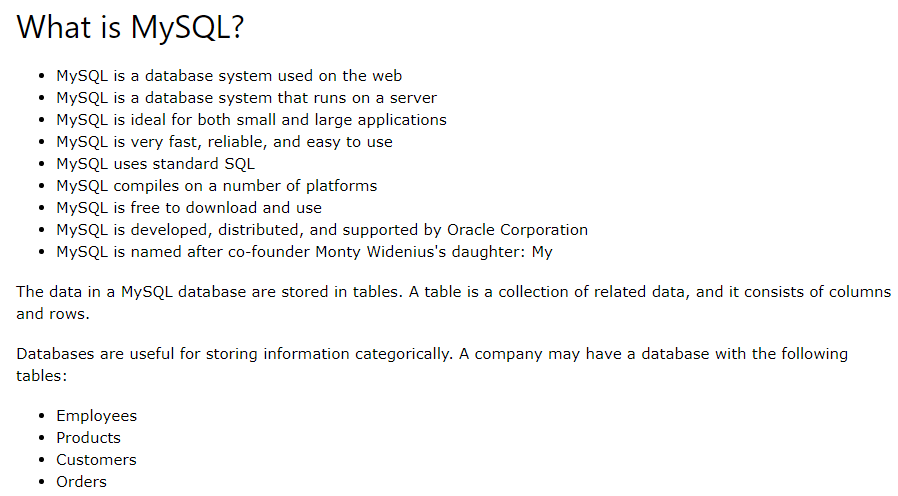 What is MySQL?
• MySQL is a database system used on the web
• MySQL is a database system that runs on a server
• MySQL is ideal for both small and large applications
• MySQL is very fast, reliable, and easy to use
• MySQL uses standard SQL
• MySQL compiles on a number of platforms
• MySQL is free to download and use
• MySQL is developed, distributed, and supported by Oracle Corporation
• MySQL is named after co-founder Monty Widenius's daughter: My
The data in a MySQL database are stored in tables. A table is a collection of related data, and it consists of columns
and rows.
Databases are useful for storing information categorically. A company may have a database with the following
tables:
• Employees
• Products
• Customers
• Orders